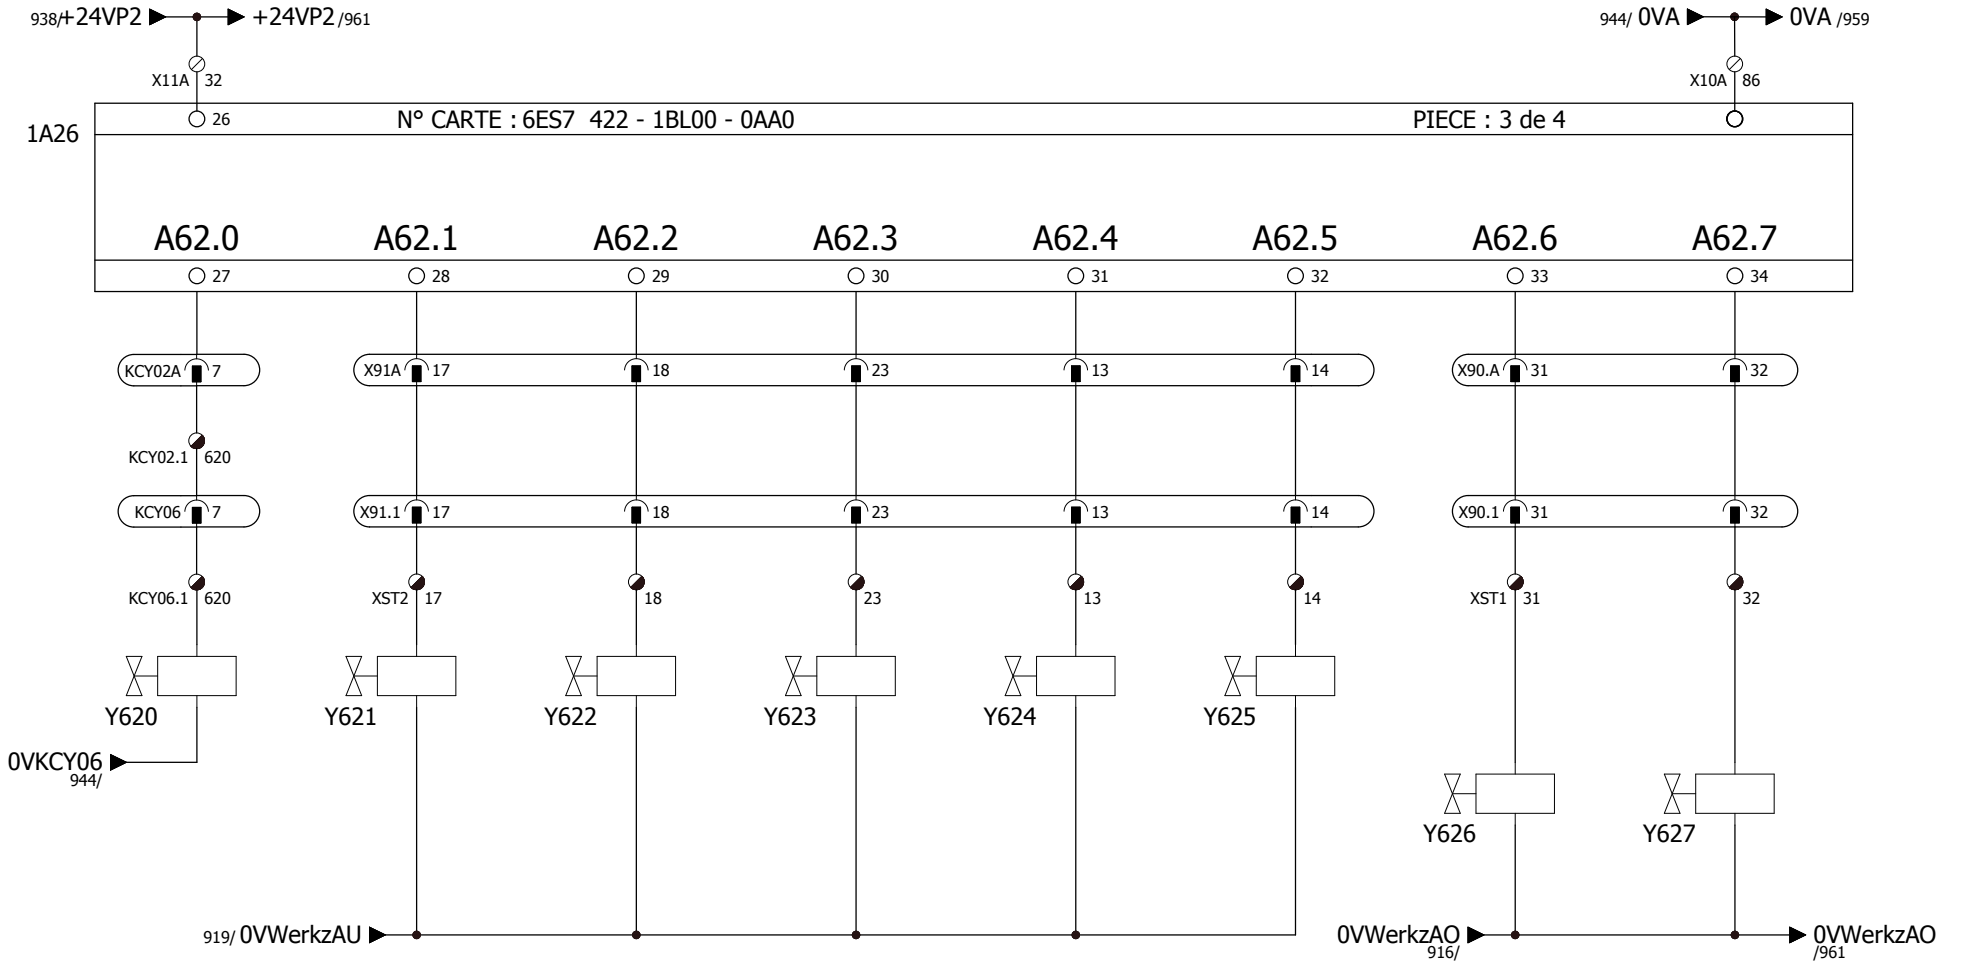 938/+24VP2 +24VP2 /961 944/ 0VA 0VA /959
X11A 32 X10A 86
1A26 26 N° CARTE : 6ES7 422 - 1BL00 - 0AA0 PIECE : 3 de 4
A62.0 A62.1 A62.2 A62.3 A62.4 A62.5 A62.6 A62.7
27 28 29 30 31 32 33 34
KCY02A 7 X91A 17 18 23 13 14 X90.A 31 32
KCY02.1 620
KCY06 7 X91.1 17 18 23 13 14 X90.1 31 32
KCY06.1 620 XST2 17 18 23 13 14 XST1 31 32
Y620 Y621 Y622 Y623 Y624 Y625
0VKCY06
944/
Y626 Y627
919/ 0VWerkzAU 0VWerkzAO 0VWerkzAO
916/ /961